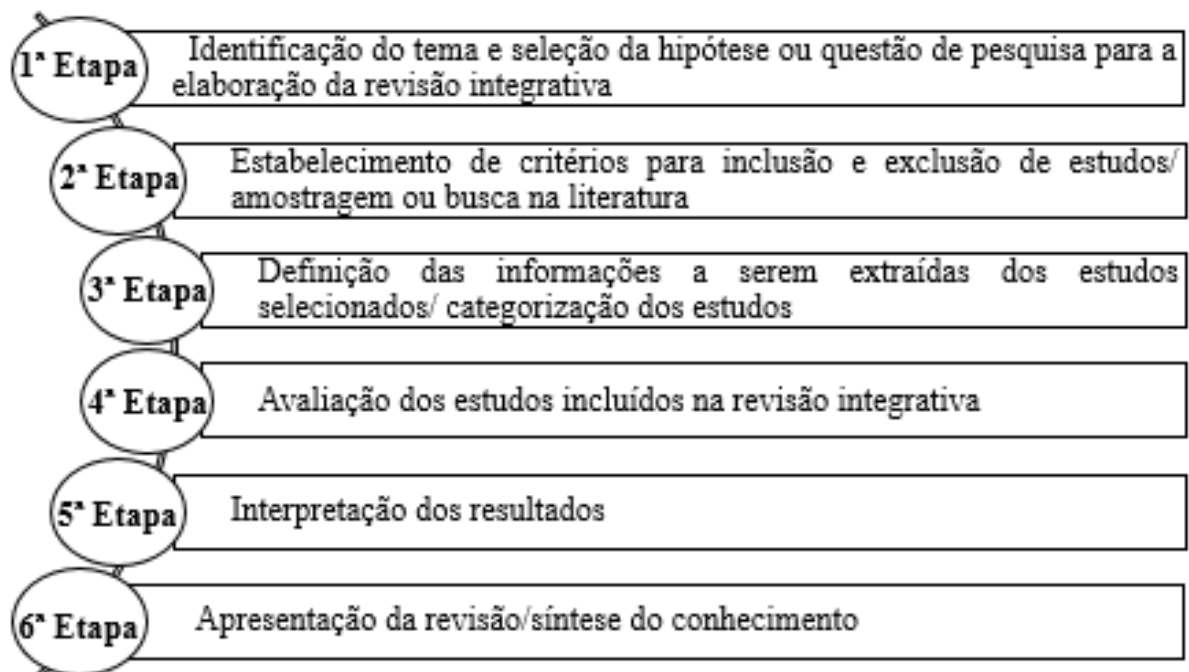 1ª Etapa
Identificação do tema e seleção da hipótese ou questão de pesquisa para a
elaboração da revisão integrativa
2ª Etapa
Estabelecimento de critérios para inclusão e exclusão de estudos/
amostragem ou busca na literatura
3ª Etapa
Definição das informações a serem extraídas dos estudos
selecionados/ categorização dos estudos
4ª Etapa
Avaliação dos estudos incluídos na revisão integrativa
5ª Etapa
Interpretação dos resultados
6ª Etapa
Apresentação da revisão/síntese do conhecimento